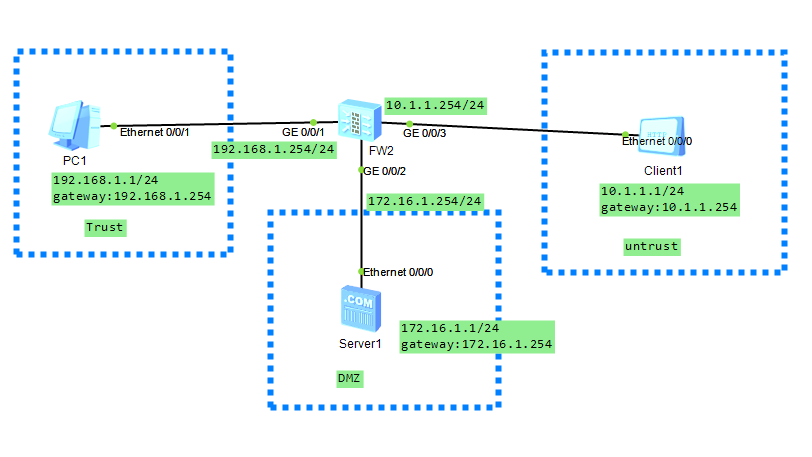 10.1.1.254/24
Ethernet 0/0/1
GE 0/0/1
GE 0/0/3
HTTP
Ethernet 0/0/0
192.168.1.254/24
FW2
PC1
GE 0/0/2
Client1
192.168.1.1/24
gateway:192.168.1.254
172.16.1.254/24
10.1.1.1/24
gateway:10.1.1.254
Trust
untrust
Ethernet 0/0/0
.COM
Server1
172.16.1.1/24
gateway:172.16.1.254
DMZ